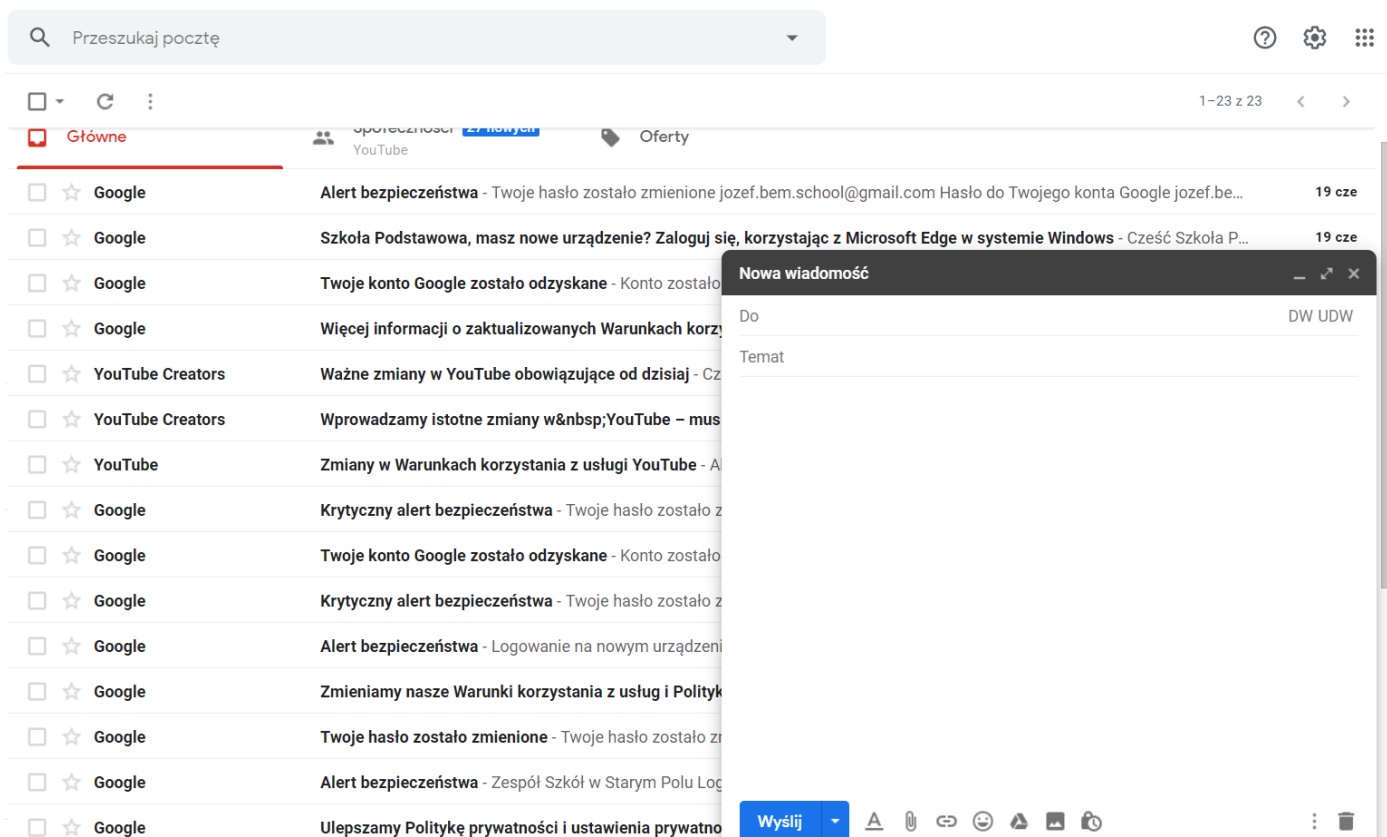 Przeszukaj pocztę
1–23 z 23
Główne
Społeczności 27 nowych
YouTube
Oferty
Google Alert bezpieczeństwa - Twoje hasło zostało zmienione jozef.bem.school@gmail.com Hasło do Twojego konta Google jozef.be... 19 cze
Google Szkoła Podstawowa, masz nowe urządzenie? Zaloguj się, korzystając z Microsoft Edge w systemie Windows - Cześć Szkoła P... 19 cze
Google Twoje konto Google zostało odzyskane - Konto zostało
Google Więcej informacji o zaktualizowanych Warunkach korzy
YouTube Creators Ważne zmiany w YouTube obowiązujące od dzisiaj - Cz
YouTube Creators Wprowadzamy istotne zmiany w&nbsp;YouTube – mus
YouTube Zmiany w Warunkach korzystania z usługi YouTube - A
Google Krytyczny alert bezpieczeństwa - Twoje hasło zostało z
Google Twoje konto Google zostało odzyskane - Konto zostało
Google Krytyczny alert bezpieczeństwa - Twoje hasło zostało z
Google Alert bezpieczeństwa - Logowanie na nowym urządzeni
Google Zmieniamy nasze Warunki korzystania z usług i Polityk
Google Twoje hasło zostało zmienione - Twoje hasło zostało z
Google Alert bezpieczeństwa - Zespół Szkół w Starym Polu Log
Google Ulepszamy Politykę prywatności i ustawienia prywatno
Nowa wiadomość
Do DW UDW
Temat
Wyślij